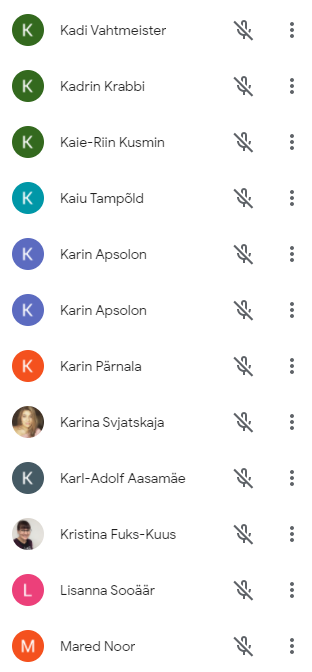 K Kadi Vahtmeister
K Kadrin Krabbi
K Kaie-Riin Kusmin
K Kaiu Tampõld
K Karin Apsolon
K Karin Apsolon
K Karin Pärnala
Karina Svjatskaja
K Karl-Adolf Aasamäe
Kristina Fuks-Kuus
L Lisanna Sooäär
M Mared Noor